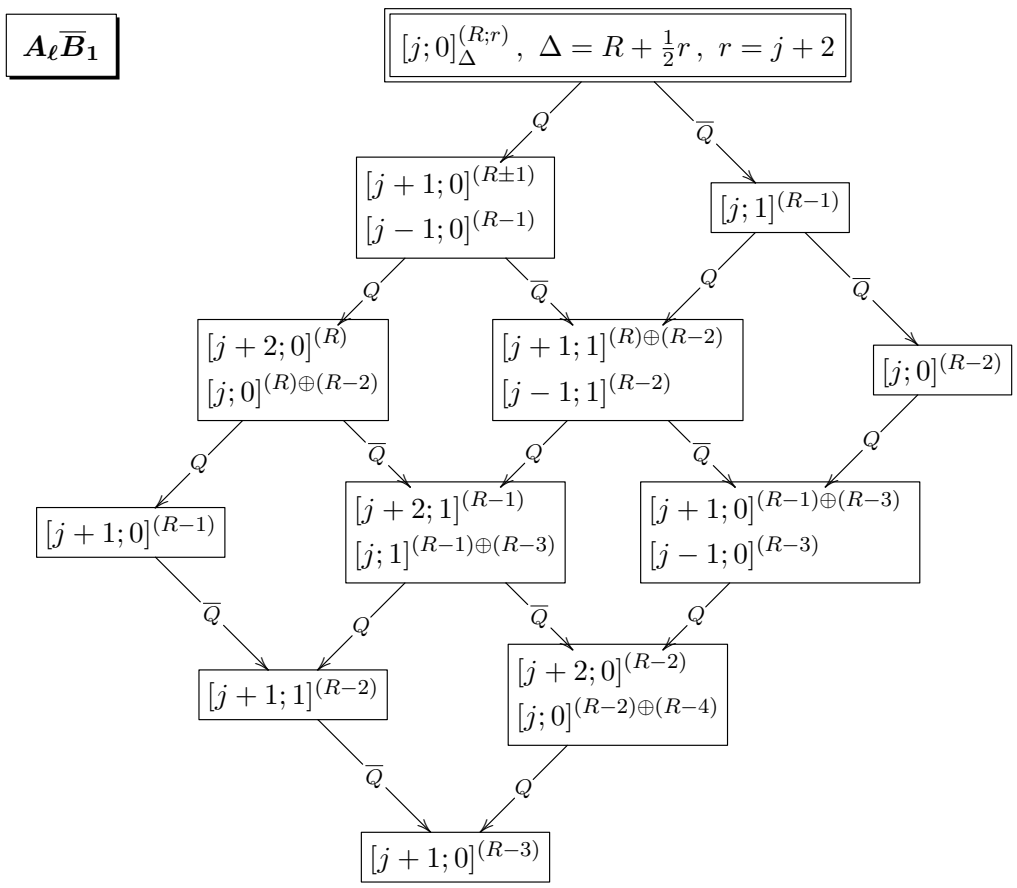 A_ℓ B̅_1
[j;0]_Δ^{(R;r)}, Δ = R + ½r, r = j + 2
Q
Q̅
[j + 1;0]^{(R±1)}
[j − 1;0]^{(R−1)}
[j;1]^{(R−1)}
Q
Q̅
Q
Q̅
[j + 2;0]^{(R)}
[j;0]^{(R)⊕(R−2)}
[j + 1;1]^{(R)⊕(R−2)}
[j − 1;1]^{(R−2)}
[j;0]^{(R−2)}
Q
Q̅
Q
Q̅
Q
[j + 1;0]^{(R−1)}
[j + 2;1]^{(R−1)}
[j;1]^{(R−1)⊕(R−3)}
[j + 1;0]^{(R−1)⊕(R−3)}
[j − 1;0]^{(R−3)}
Q̅
Q
Q̅
Q
[j + 1;1]^{(R−2)}
[j + 2;0]^{(R−2)}
[j;0]^{(R−2)⊕(R−4)}
Q̅
Q
[j + 1;0]^{(R−3)}